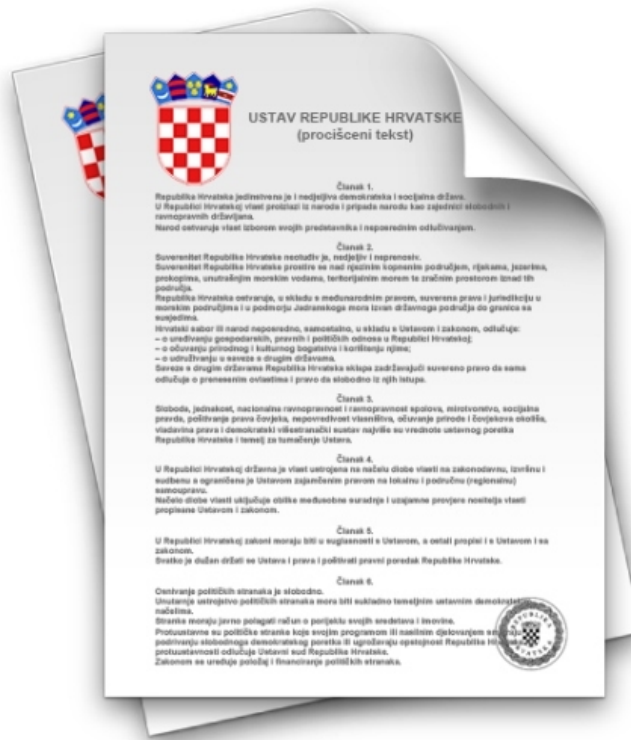 USTAV REPUBLIKE HRVATSKE
(procišceni tekst)
Članak 1.
Republika Hrvatska jedinstvena je i nedjeljiva demokratska i socijalna država.
U Republici Hrvatskoj vlast proizlazi iz naroda i pripada narodu kao zajednici slobodnih i
ravnopravnih državljana.
Narod ostvaruje vlast izborom svojih predstavnika i neposrednim odlučivanjem.
Članak 2.
Suverenitet Republike Hrvatske neotuđiv je, nedjeljiv i neprenosiv.
Suverenitet Republike Hrvatske prostire se nad njezinim kopnenim područjem, rijekama, jezerima,
prokopima, unutrašnjim morskim vodama, teritorijalnim morem te zračnim prostorom iznad tih
područja.
Republika Hrvatska ostvaruje, u skladu s međunarodnim pravom, suverena prava i jurisdikciju u
morskim područjima i u podmorju Jadranskoga mora izvan državnoga područja do granica sa
susjedima.
Hrvatski sabor ili narod neposredno, samostalno, u skladu s Ustavom i zakonom, odlučuje:
– o uređivanju gospodarskih, pravnih i političkih odnosa u Republici Hrvatskoj;
– o očuvanju prirodnog i kulturnog bogatstva i korištenju njime;
– o udruživanju u saveze s drugim državama.
Saveze s drugim državama Republika Hrvatska sklapa zadržavajući suvereno pravo da sama
odlučuje o prenesenim ovlastima i pravo da slobodno iz njih istupa.
Članak 3.
Sloboda, jednakost, nacionalna ravnopravnost i ravnopravnost spolova, mirotvorstvo, socijalna
pravda, poštivanje prava čovjeka, nepovredivost vlasništva, očuvanje prirode i čovjekova okoliša,
vladavina prava i demokratski višestranački sustav najviše su vrednote ustavnog poretka
Republike Hrvatske i temelj za tumačenje Ustava.
Članak 4.
U Republici Hrvatskoj državna je vlast ustrojena na načelu diobe vlasti na zakonodavnu, izvršnu i
sudbenu a ograničena je Ustavom zajamčenim pravom na lokalnu i područnu (regionalnu)
samoupravu.
Načelo diobe vlasti uključuje oblike međusobne suradnje i uzajamne provjere nositelja vlasti
propisane Ustavom i zakonom.
Članak 5.
U Republici Hrvatskoj zakoni moraju biti u suglasnosti s Ustavom, a ostali propisi i s Ustavom i sa
zakonom.
Svatko je dužan držati se Ustava i prava i poštivati pravni poredak Republike Hrvatske.
Članak 6.
Osnivanje političkih stranaka je slobodno.
Unutarnje ustrojstvo političkih stranaka mora biti sukladno temeljnim ustavnim demokratskim
načelima.
Stranke moraju javno polagati račun o porijeklu svojih sredstava i imovine.
Protuustavne su političke stranke koje svojim programom ili nasilnim djelovanjem smjeraju
podrivanju slobodnoga demokratskog poretka ili ugrožavaju opstojnost Republike
protuustavnosti odlučuje Ustavni sud Republike Hrvatske.
Zakonom se uređuje položaj i financiranje političkih stranaka.
REPUBLIKA
HRVATSKA